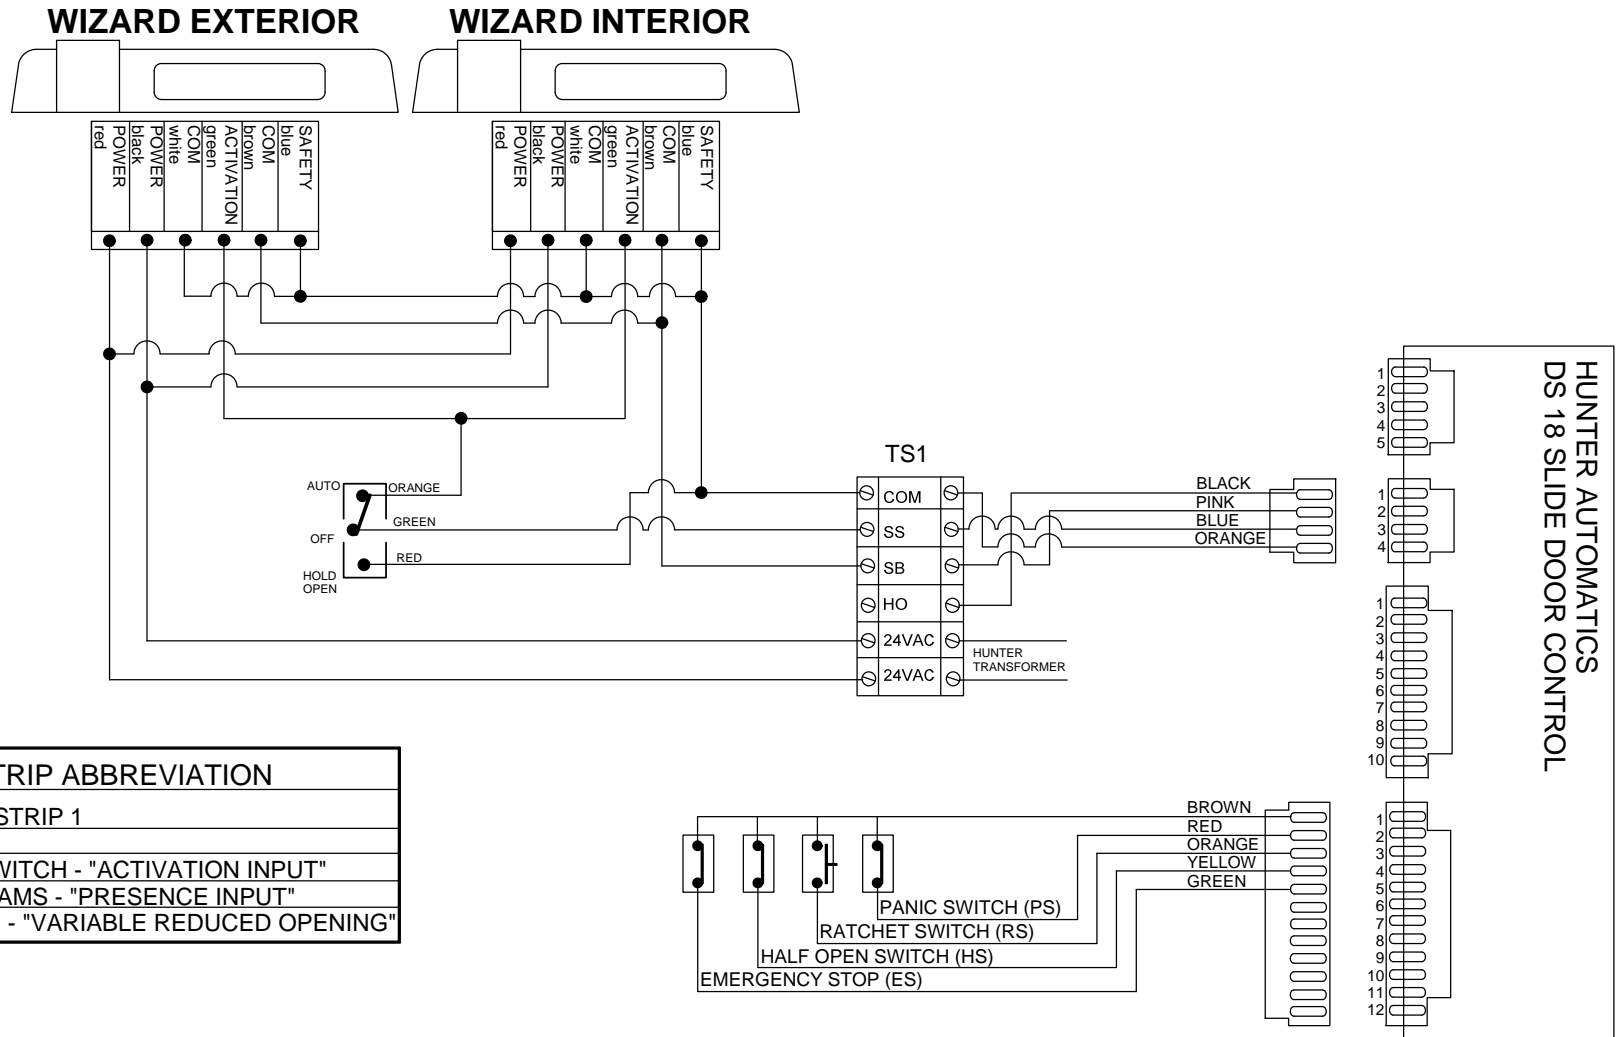 WIZARD EXTERIOR
WIZARD INTERIOR
red
POWER
black
POWER
white
COM
green
ACTIVATION
brown
COM
blue
SAFETY
red
POWER
black
POWER
white
COM
green
ACTIVATION
brown
COM
blue
SAFETY
AUTO
ORANGE
GREEN
OFF
RED
HOLD
OPEN
TS1
COM
SS
SB
HO
24VAC
24VAC
HUNTER
TRANSFORMER
BLACK
PINK
BLUE
ORANGE
1
2
3
4
5
1
2
3
4
1
2
3
4
5
6
7
8
9
10
HUNTER AUTOMATICS
DS 18 SLIDE DOOR CONTROL
TRIP ABBREVIATION
STRIP 1
WITCH - "ACTIVATION INPUT"
AMS - "PRESENCE INPUT"
- "VARIABLE REDUCED OPENING"
BROWN
RED
ORANGE
YELLOW
GREEN
PANIC SWITCH (PS)
RATCHET SWITCH (RS)
HALF OPEN SWITCH (HS)
EMERGENCY STOP (ES)
1
2
3
4
5
6
7
8
9
10
11
12